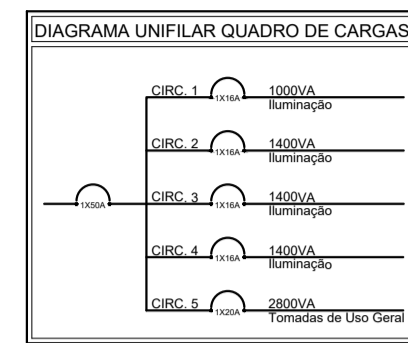 DIAGRAMA UNIFILAR QUADRO DE CARGAS
CIRC. 1 1X16A 1000VA
Iluminação
CIRC. 2 1X16A 1400VA
Iluminação
1X50A CIRC. 3 1X16A 1400VA
Iluminação
CIRC. 4 1X16A 1400VA
Iluminação
CIRC. 5 1X20A 2800VA
Tomadas de Uso Geral